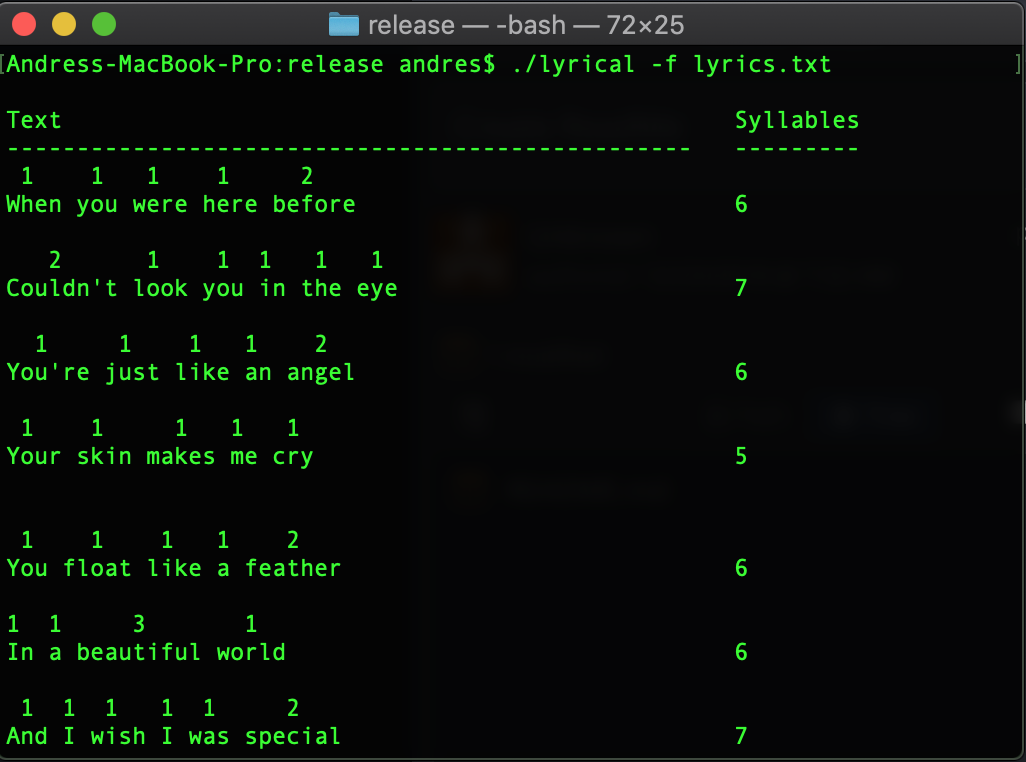 release — -bash — 72×25
[Andress-MacBook-Pro:release andres$ ./lyrical -f lyrics.txt ]
Text Syllables
------------------------------------------------- ---------
1 1 1 1 2
When you were here before 6
2 1 1 1 1 1
Couldn't look you in the eye 7
1 1 1 1 2
You're just like an angel 6
1 1 1 1 1
Your skin makes me cry 5
1 1 1 1 2
You float like a feather 6
1 1 3 1
In a beautiful world 6
1 1 1 1 1 2
And I wish I was special 7